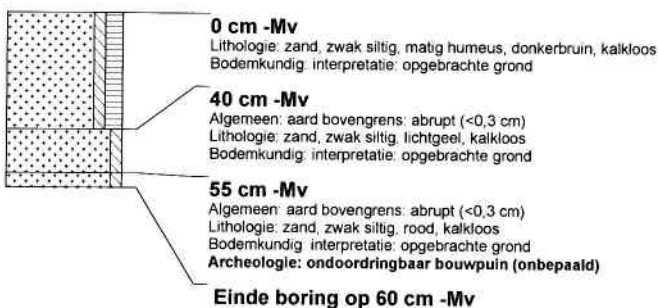 0 cm -Mv
Lithologie: zand, zwak siltig, matig humeus, donkerbruin, kalkloos
Bodemkundig: interpretatie: opgebrachte grond
40 cm -Mv
Algemeen: aard bovengrens: abrupt (<0,3 cm)
Lithologie: zand, zwak siltig, lichtgeel, kalkloos
Bodemkundig: interpretatie: opgebrachte grond
55 cm -Mv
Algemeen: aard bovengrens: abrupt (<0,3 cm)
Lithologie: zand, zwak siltig, rood, kalkloos
Bodemkundig interpretatie: opgebrachte grond
Archeologie: ondoordringbaar bouwpuin (onbepaald)
Einde boring op 60 cm -Mv